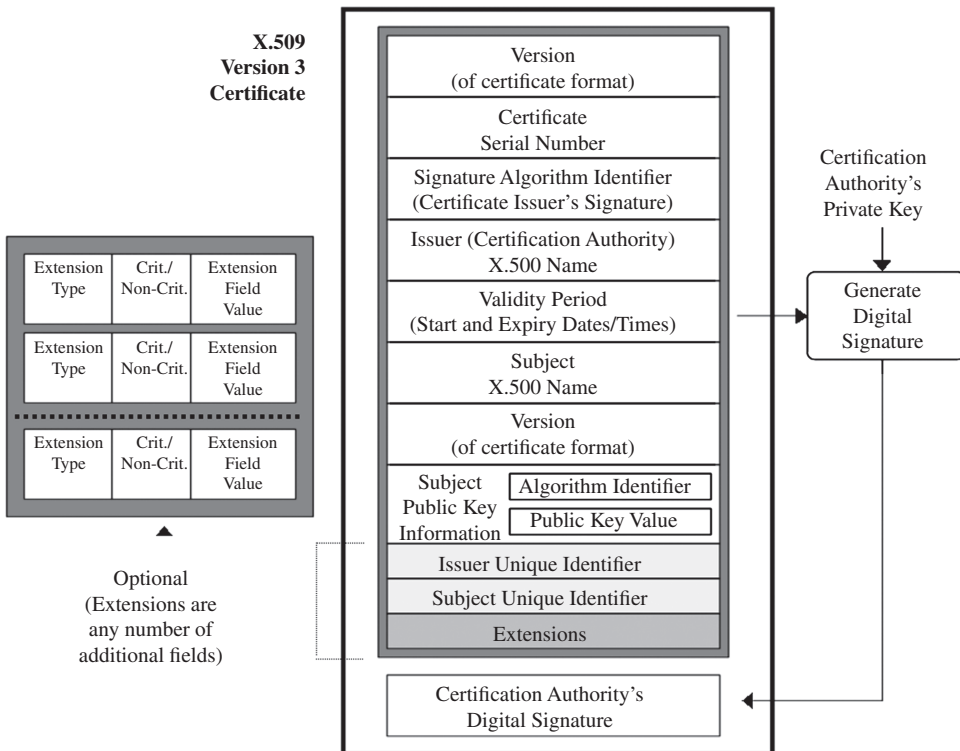 X.509
Version 3
Certificate
Version
(of certificate format)
Certificate
Serial Number
Signature Algorithm Identifier
(Certificate Issuer's Signature)
Issuer (Certification Authority)
X.500 Name
Validity Period
(Start and Expiry Dates/Times)
Subject
X.500 Name
Version
(of certificate format)
Subject
Public Key
Information
Algorithm Identifier
Public Key Value
Issuer Unique Identifier
Subject Unique Identifier
Extensions
Certification Authority's
Digital Signature
Certification
Authority's
Private Key
Generate
Digital
Signature
Extension
Type
Crit./
Non-Crit.
Extension
Field
Value
Extension
Type
Crit./
Non-Crit.
Extension
Field
Value
Extension
Type
Crit./
Non-Crit.
Extension
Field
Value
Optional
(Extensions are
any number of
additional fields)